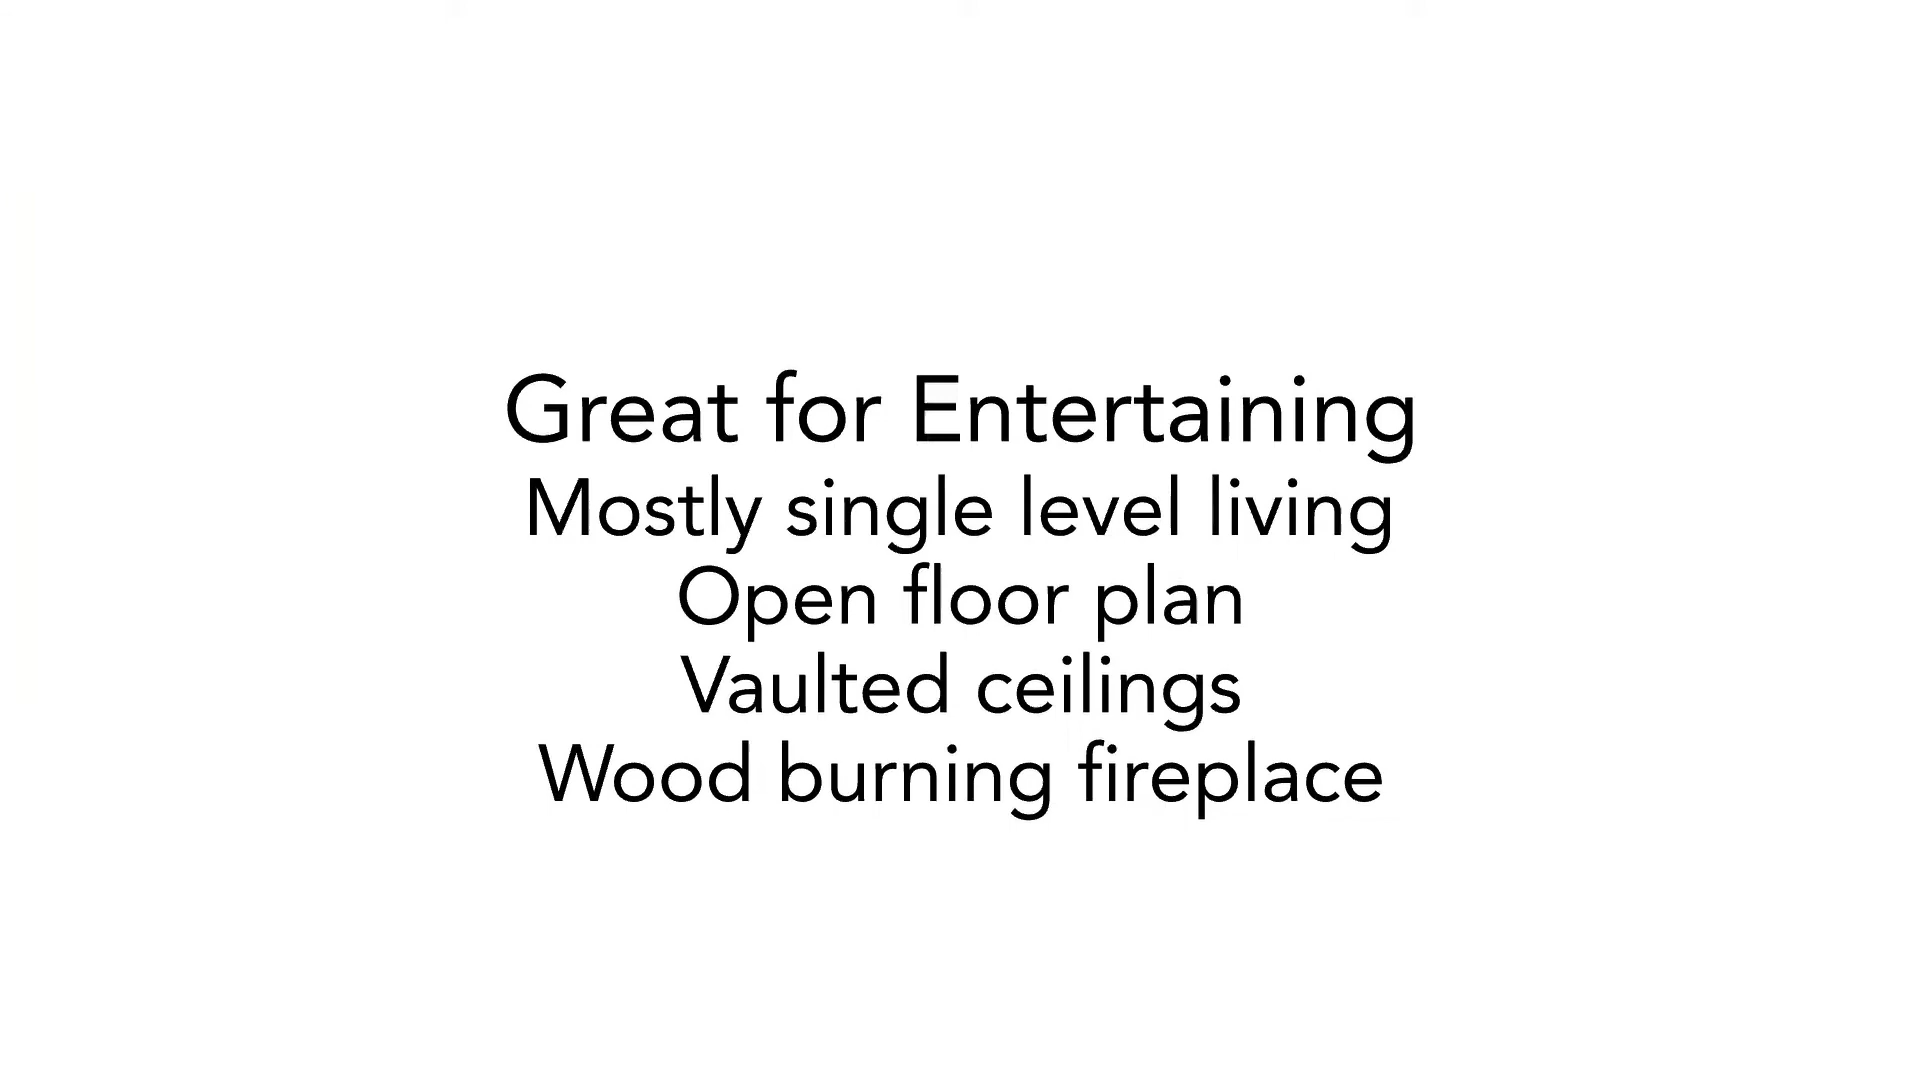 Great for Entertaining
Mostly single level living
Open floor plan
Vaulted ceilings
Wood burning fireplace